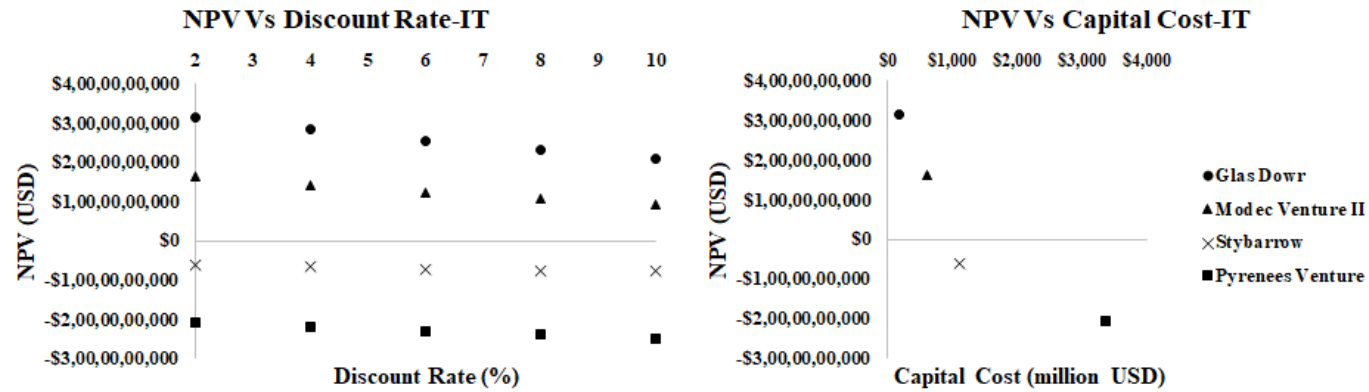 NPV Vs Discount Rate-IT
2 3 4 5 6 7 8 9 10
$4,00,00,00,000
$3,00,00,00,000
$2,00,00,00,000
$1,00,00,00,000
$0
-$1,00,00,00,000
-$2,00,00,00,000
-$3,00,00,00,000
NPV (USD)
Discount Rate (%)
NPV Vs Capital Cost-IT
$0 $1,000 $2,000 $3,000 $4,000
$4,00,00,00,000
$3,00,00,00,000
$2,00,00,00,000
$1,00,00,00,000
$0
-$1,00,00,00,000
-$2,00,00,00,000
-$3,00,00,00,000
NPV (USD)
Capital Cost (million USD)
Glas Dowr
Modec Venture II
Stybarrow
Pyrenees Venture